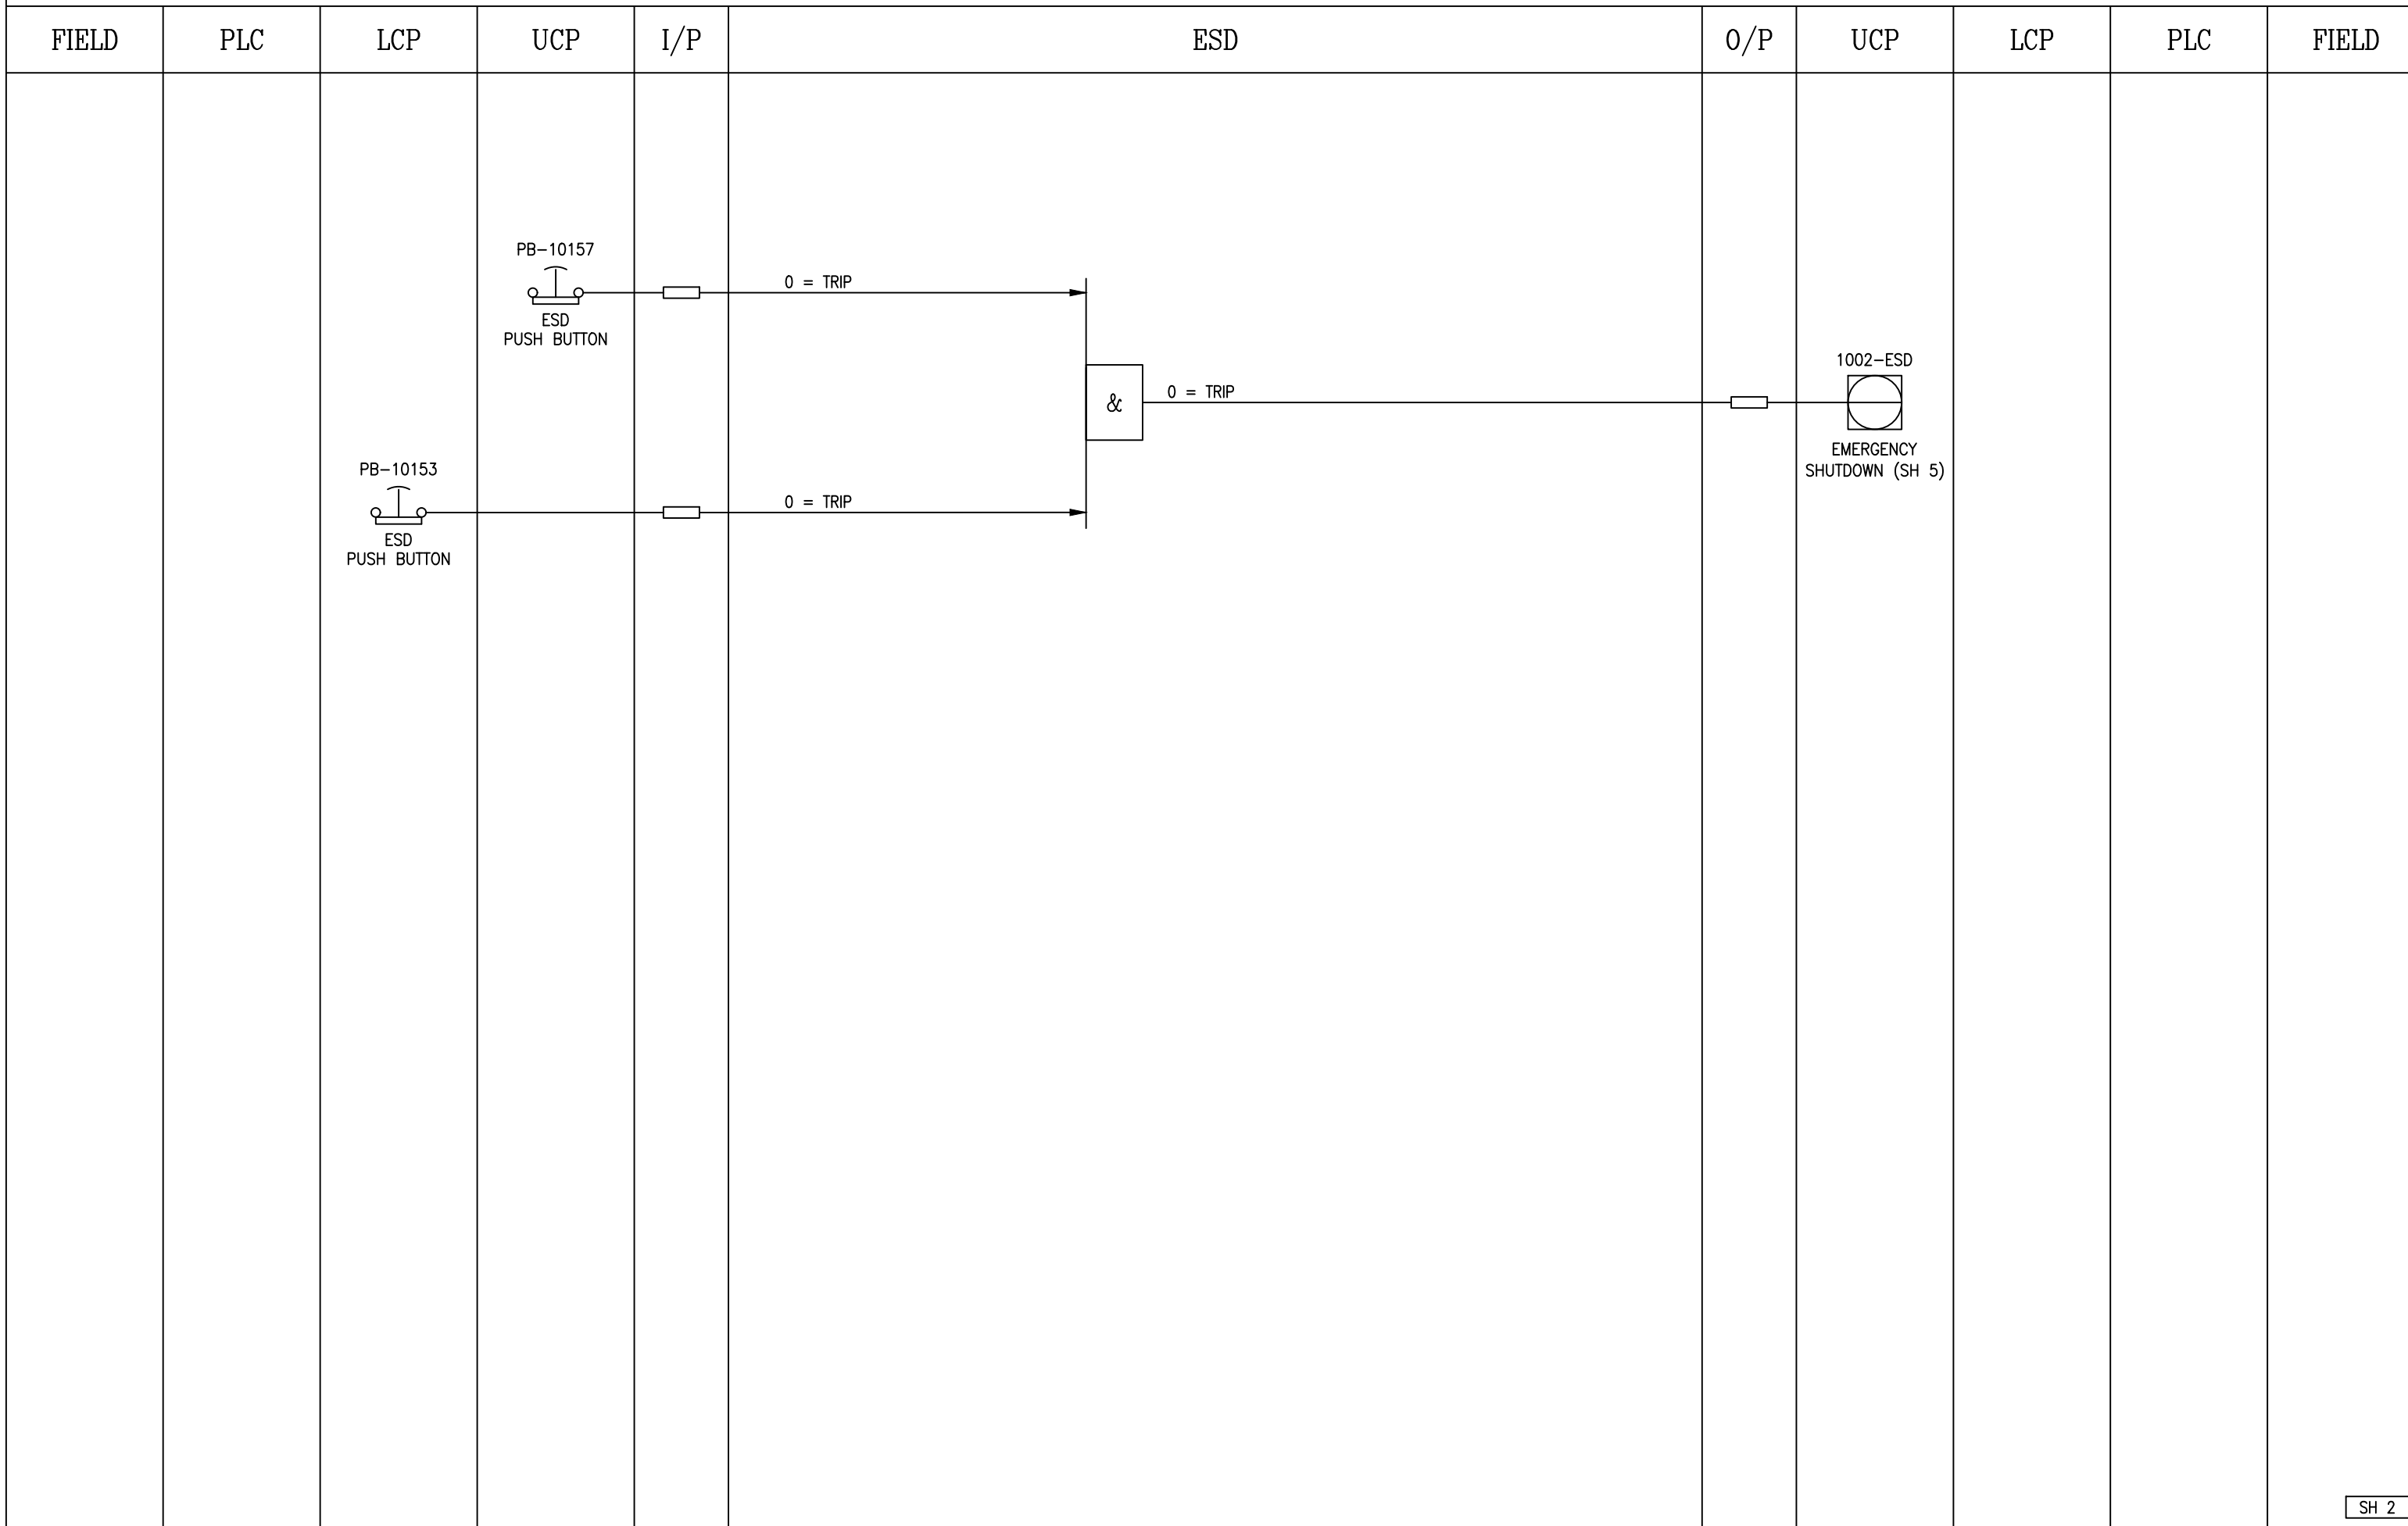 FIELD
PLC
LCP
UCP
I/P
ESD
O/P
UCP
LCP
PLC
FIELD
PB-10157
ESD
PUSH BUTTON
0 = TRIP
&
0 = TRIP
1002-ESD
EMERGENCY
SHUTDOWN (SH 5)
PB-10153
ESD
PUSH BUTTON
0 = TRIP
SH 2